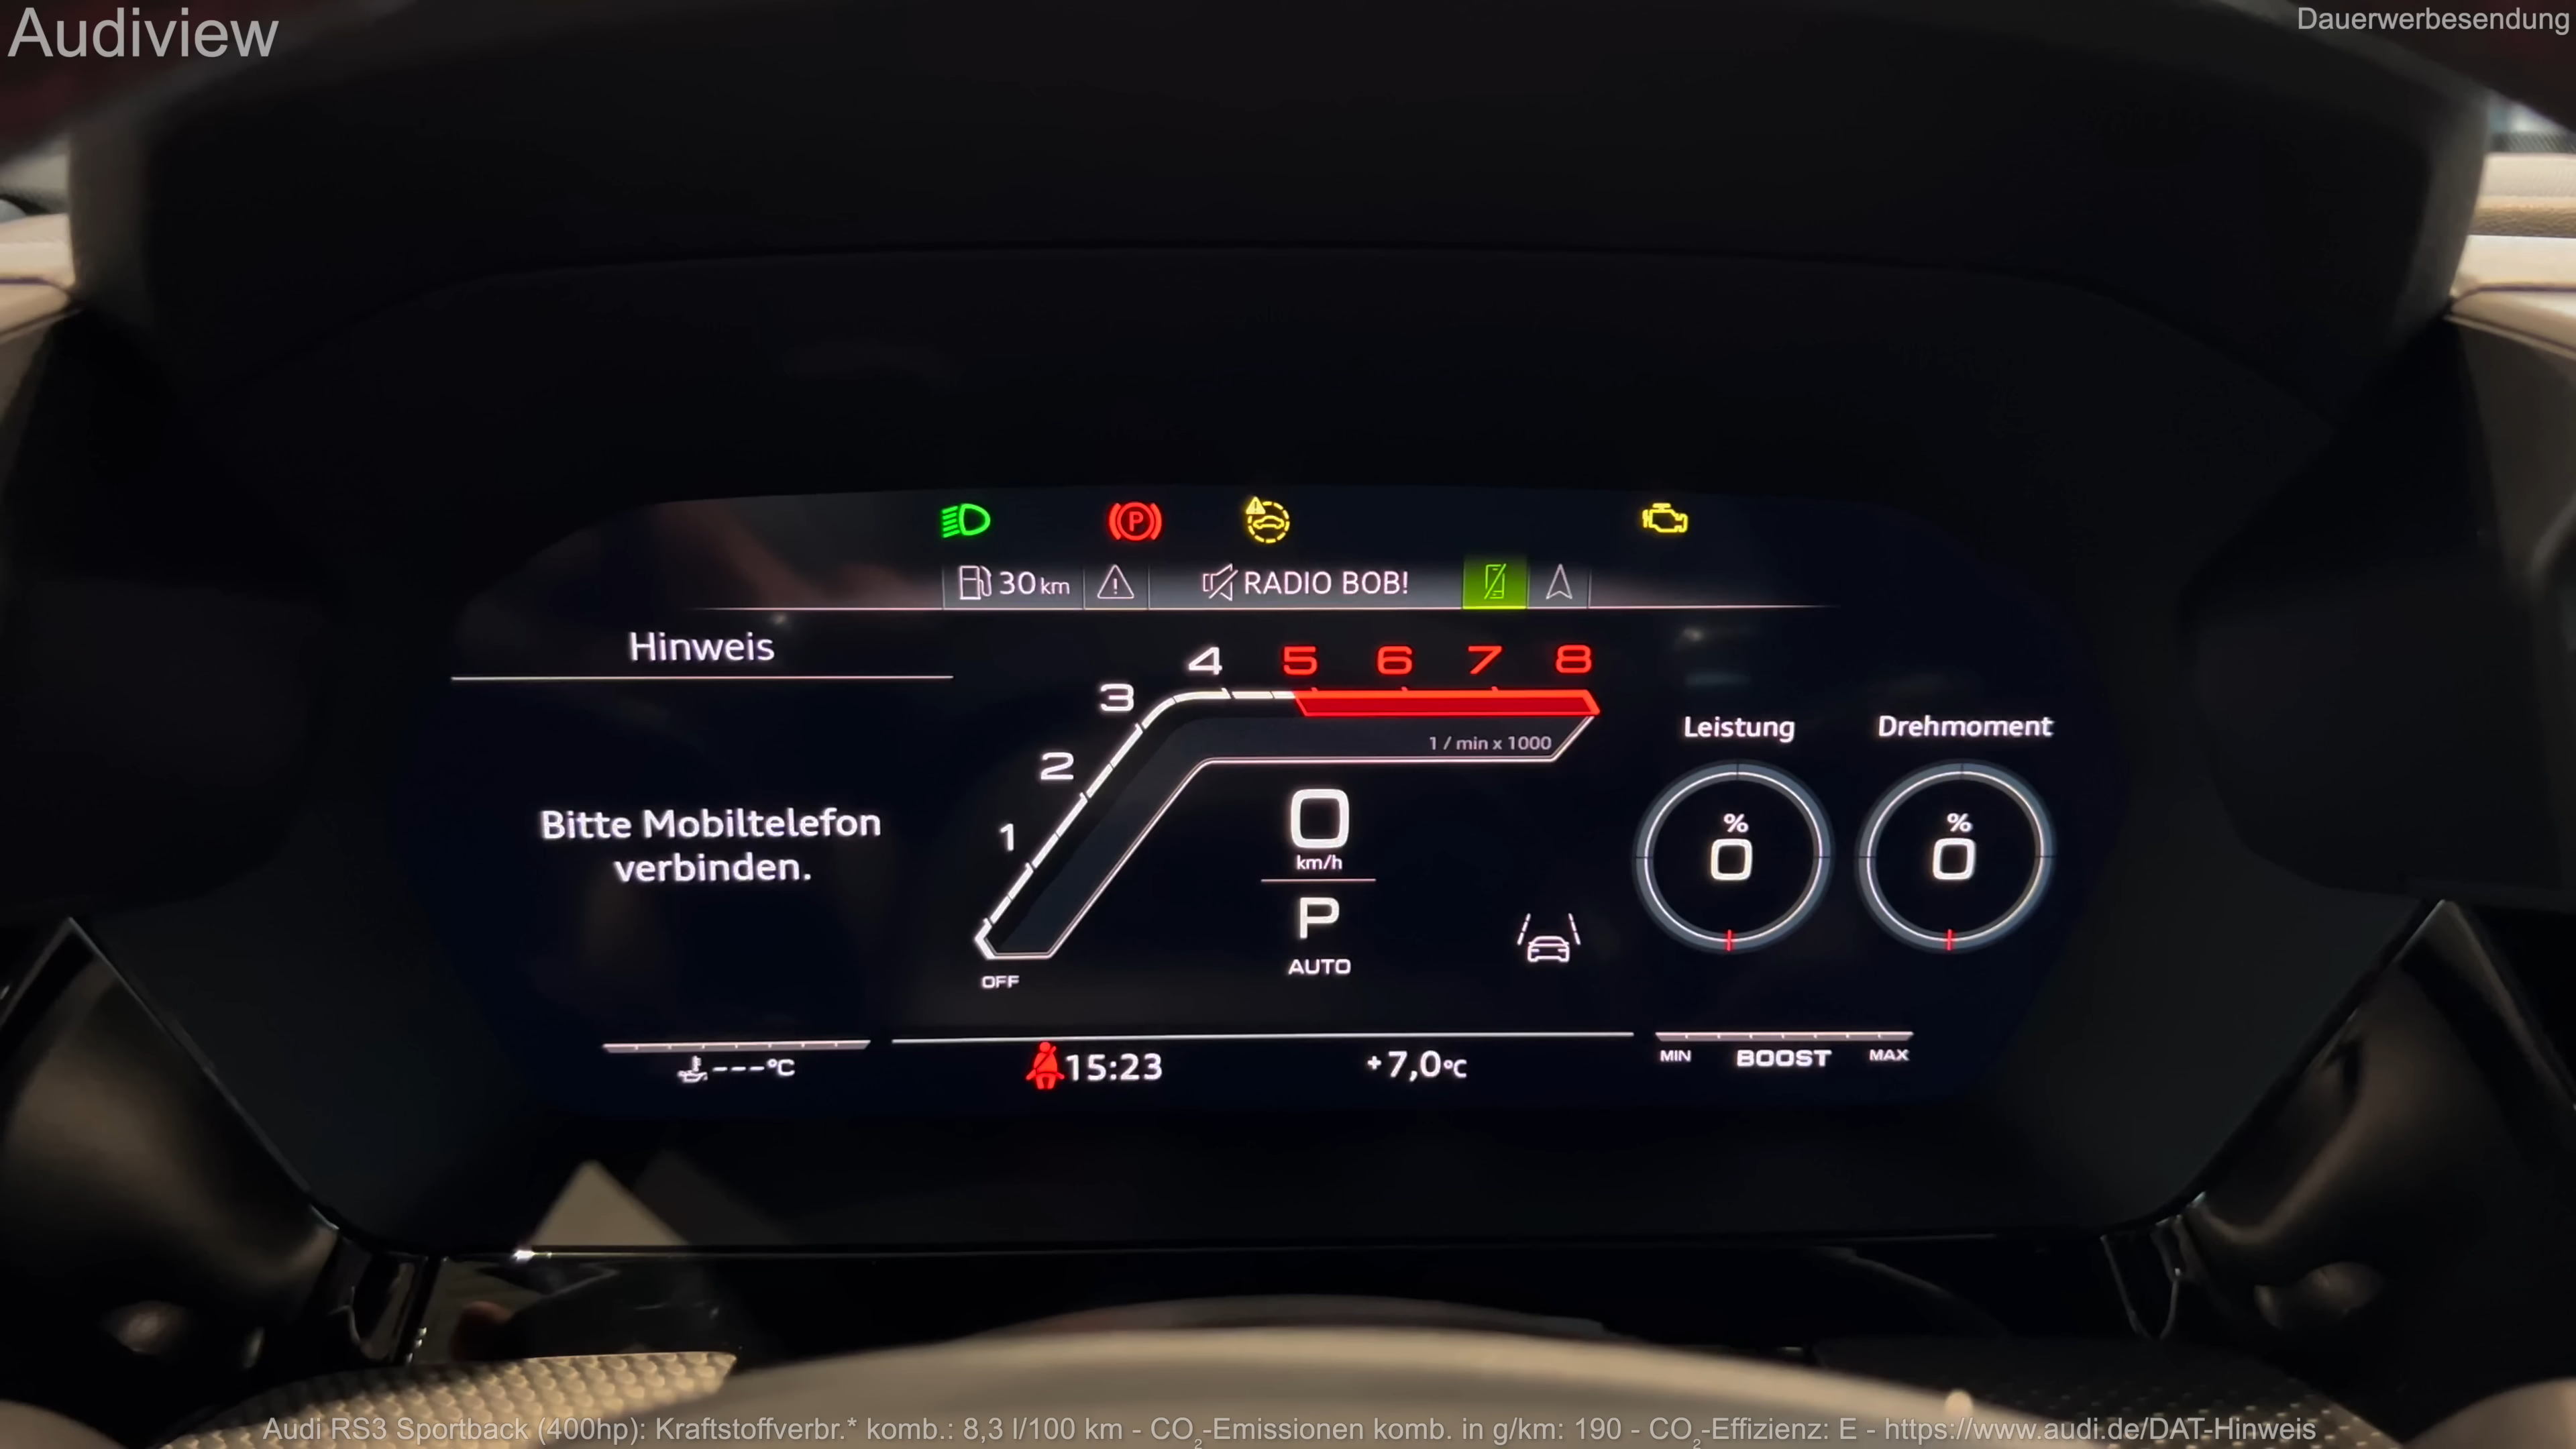 Audiview
Dauerwerbesendung
P
30 km
RADIO BOB!
Hinweis
Bitte Mobiltelefon
verbinden.
OFF
1
2
3
4
5
6
7
8
1 / min x 1000
0
km/h
P
AUTO
Leistung
%
0
Drehmoment
%
0
---°C
15:23
+7,0°C
MIN BOOST MAX
Audi RS3 Sportback (400hp): Kraftstoffverbr.* komb.: 8,3 l/100 km - CO₂-Emissionen komb. in g/km: 190 - CO₂-Effizienz: E - https://www.audi.de/DAT-Hinweis